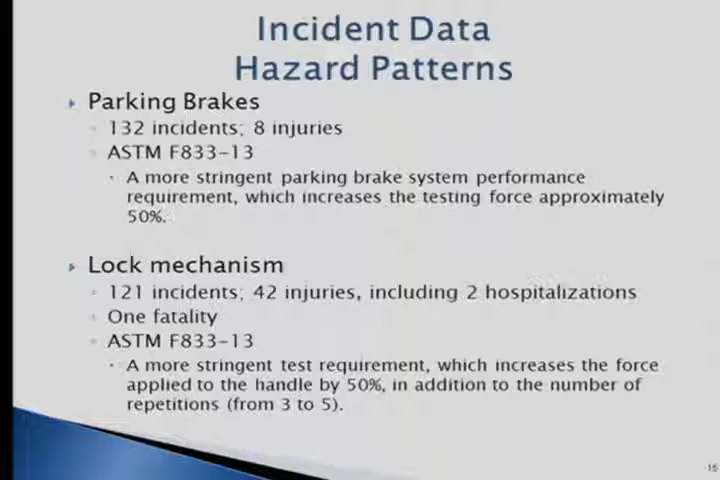 Incident Data
Hazard Patterns
Parking Brakes
132 incidents; 8 injuries
ASTM F833-13
A more stringent parking brake system performance
requirement, which increases the testing force approximately
50%.
Lock mechanism
121 incidents; 42 injuries, including 2 hospitalizations
One fatality
ASTM F833-13
A more stringent test requirement, which increases the force
applied to the handle by 50%, in addition to the number of
repetitions (from 3 to 5).
15